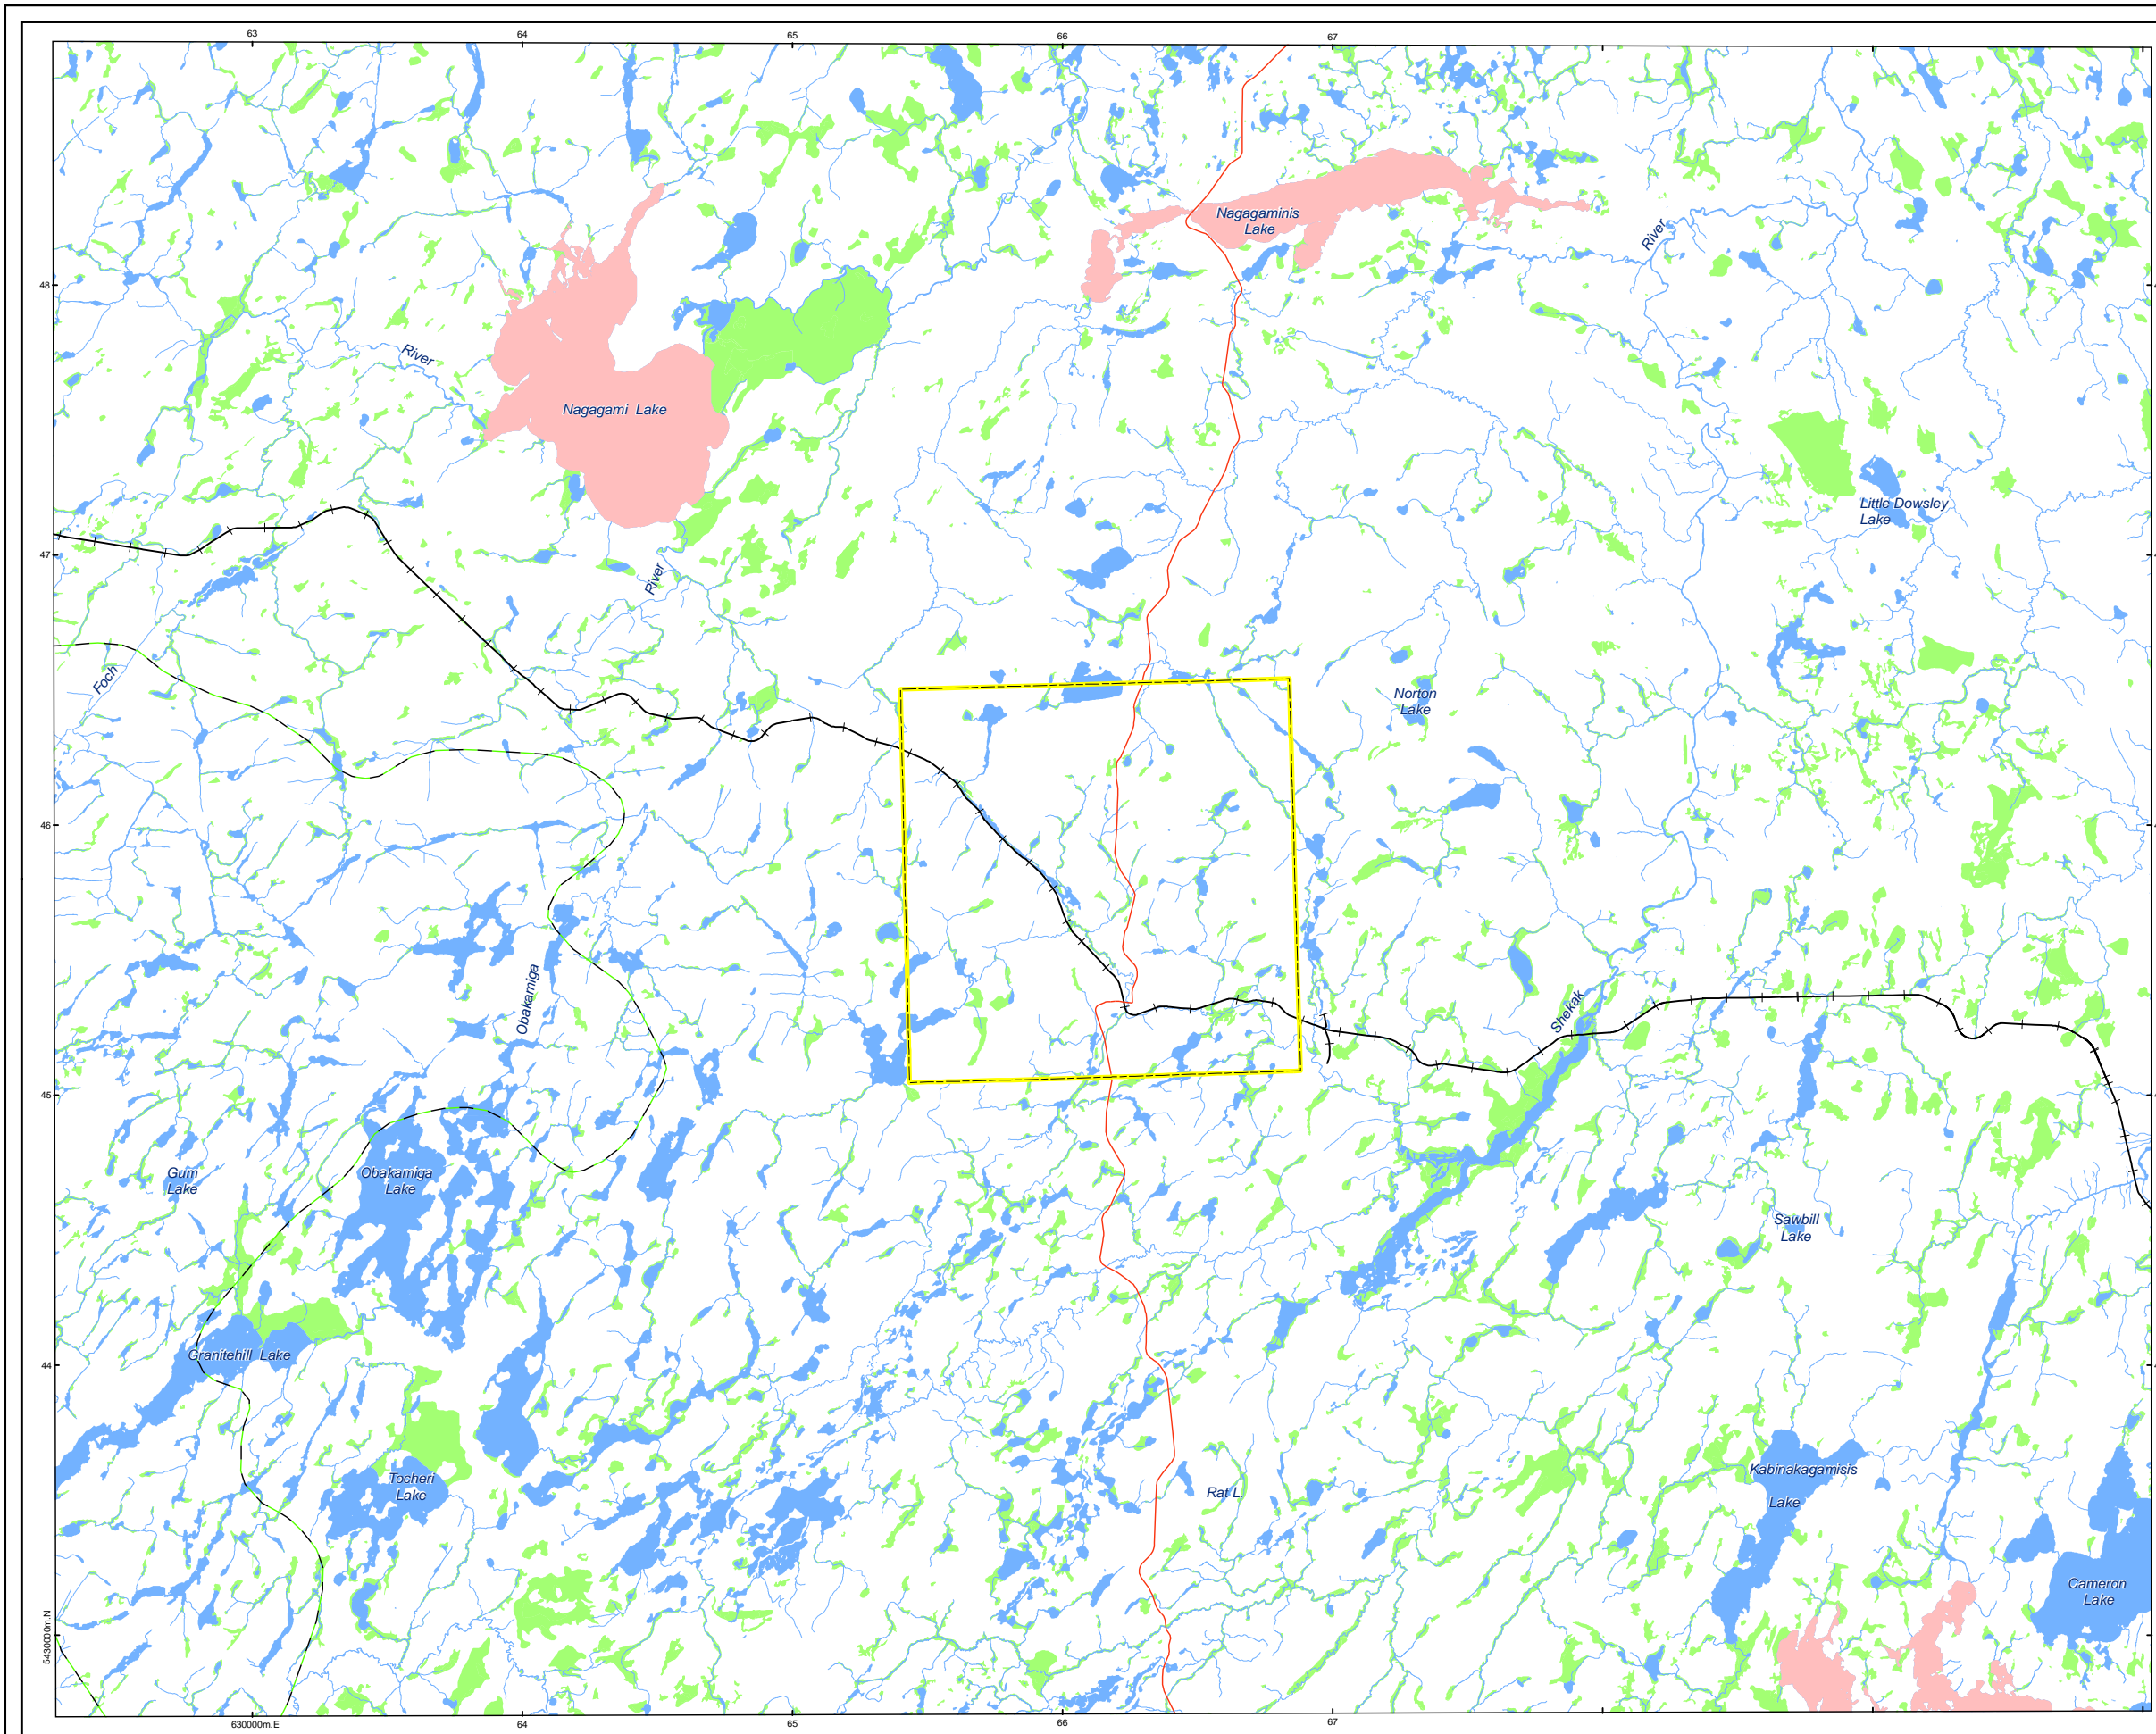 63
64
65
66
67
Nagagaminis
Lake
River
48
River
Nagagami Lake
Little Dowsley
Lake
47
River
Foch
Norton
Lake
46
Obakamiga
Shekak
45
Gum
Lake
Obakamiga
Lake
Sawbill
Lake
Granitehill Lake
44
Kabinakagamisis
Lake
Tocheri
Lake
Rat L.
Cameron
Lake
5430000m.N
630000m.E
64
65
66
67